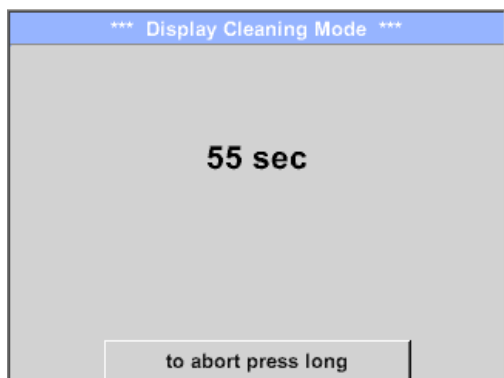 *** Display Cleaning Mode ***
55 sec
to abort press long